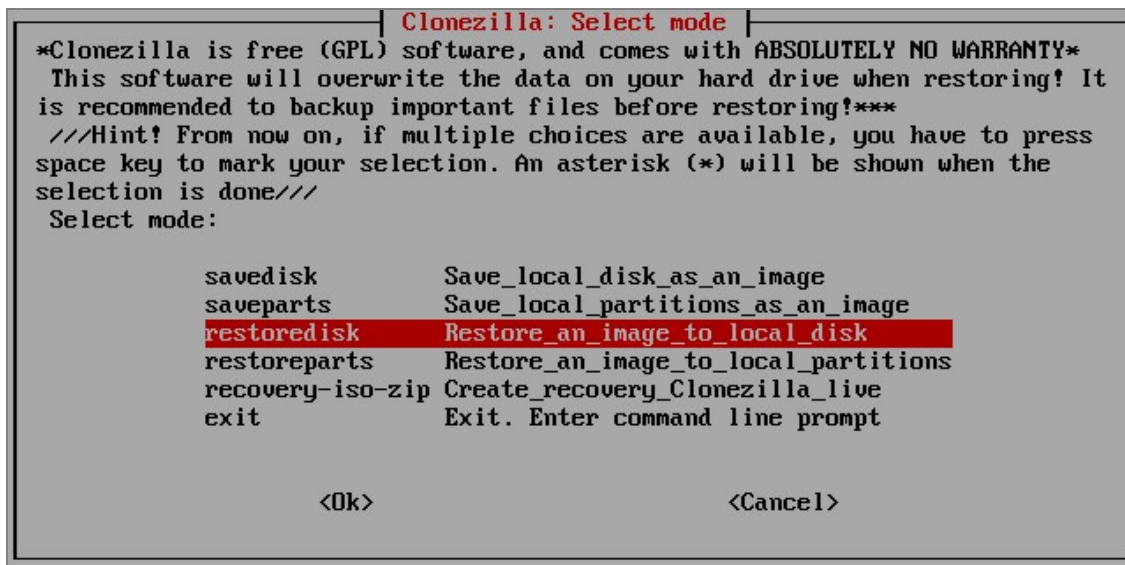 Clonezilla: Select mode
*Clonezilla is free (GPL) software, and comes with ABSOLUTELY NO WARRANTY*
This software will overwrite the data on your hard drive when restoring! It
is recommended to backup important files before restoring!***
///Hint! From now on, if multiple choices are available, you have to press
space key to mark your selection. An asterisk (*) will be shown when the
selection is done///
Select mode:
savedisk Save_local_disk_as_an_image
saveparts Save_local_partitions_as_an_image
restoredisk Restore_an_image_to_local_disk
restoreparts Restore_an_image_to_local_partitions
recovery-iso-zip Create_recovery_Clonezilla_live
exit Exit. Enter command line prompt
<Ok> <Cancel>